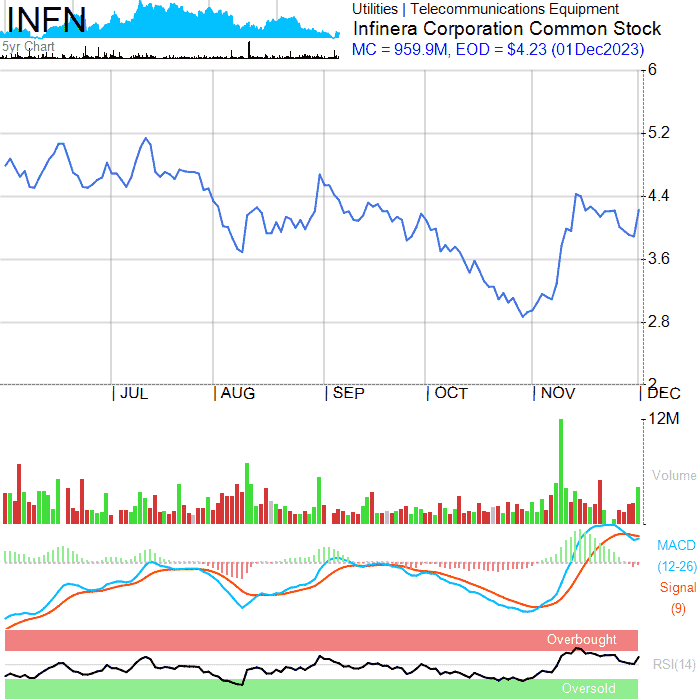 INFN
5yr Chart
Utilities | Telecommunications Equipment
Infinera Corporation Common Stock
MC = 959.9M, EOD = $4.23 (01Dec2023)
6
5.2
4.4
3.6
2.8
2
| JUL | AUG | SEP | OCT | NOV | DEC
12M
Volume
MACD
(12-26)
Signal
(9)
Overbought
RSI(14)
Oversold